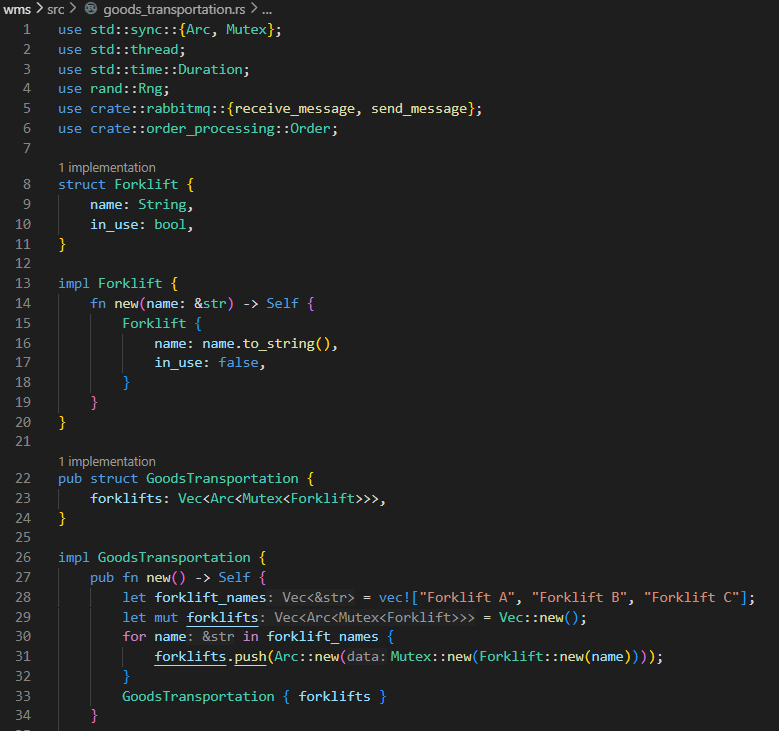 wms > src > goods_transportation.rs > ...
1 use std::sync::{Arc, Mutex};
2 use std::thread;
3 use std::time::Duration;
4 use rand::Rng;
5 use crate::rabbitmq::{receive_message, send_message};
6 use crate::order_processing::Order;
7
1 implementation
8 struct Forklift {
9     name: String,
10     in_use: bool,
11 }
12
13 impl Forklift {
14     fn new(name: &str) -> Self {
15         Forklift {
16             name: name.to_string(),
17             in_use: false,
18         }
19     }
20 }
21
1 implementation
22 pub struct GoodsTransportation {
23     forklifts: Vec<Arc<Mutex<Forklift>>>,
24 }
25
26 impl GoodsTransportation {
27     pub fn new() -> Self {
28         let forklift_names: Vec<&str> = vec!["Forklift A", "Forklift B", "Forklift C"];
29         let mut forklifts: Vec<Arc<Mutex<Forklift>>> = Vec::new();
30         for name: &str in forklift_names {
31             forklifts.push(Arc::new(data: Mutex::new(Forklift::new(name))));
32         }
33         GoodsTransportation { forklifts }
34     }